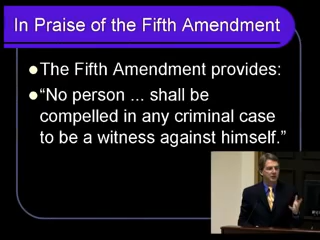 In Praise of the Fifth Amendment
The Fifth Amendment provides:
“No person ... shall be
compelled in any criminal case
to be a witness against himself.”